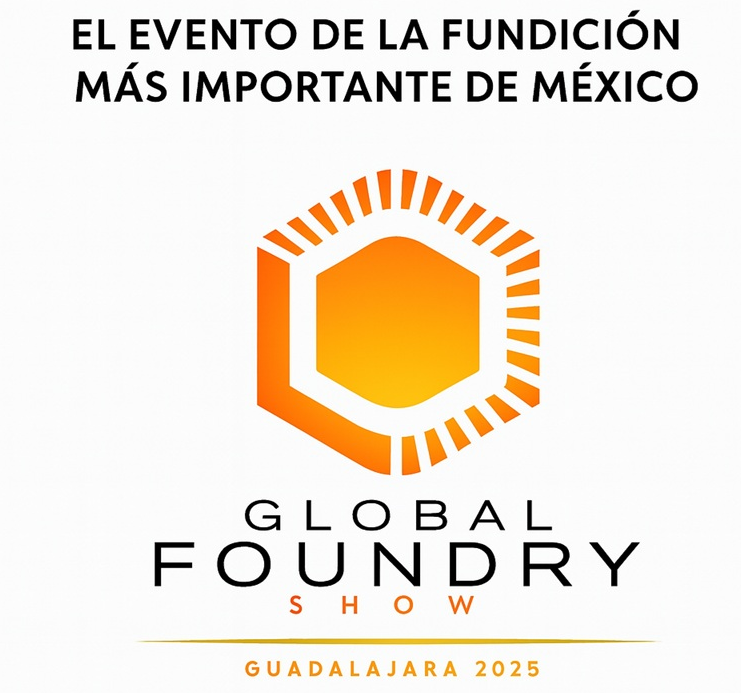 EL EVENTO DE LA FUNDICIÓN
MÁS IMPORTANTE DE MÉXICO
GLOBAL
FOUNDRY
SHOW
GUADALAJARA 2025